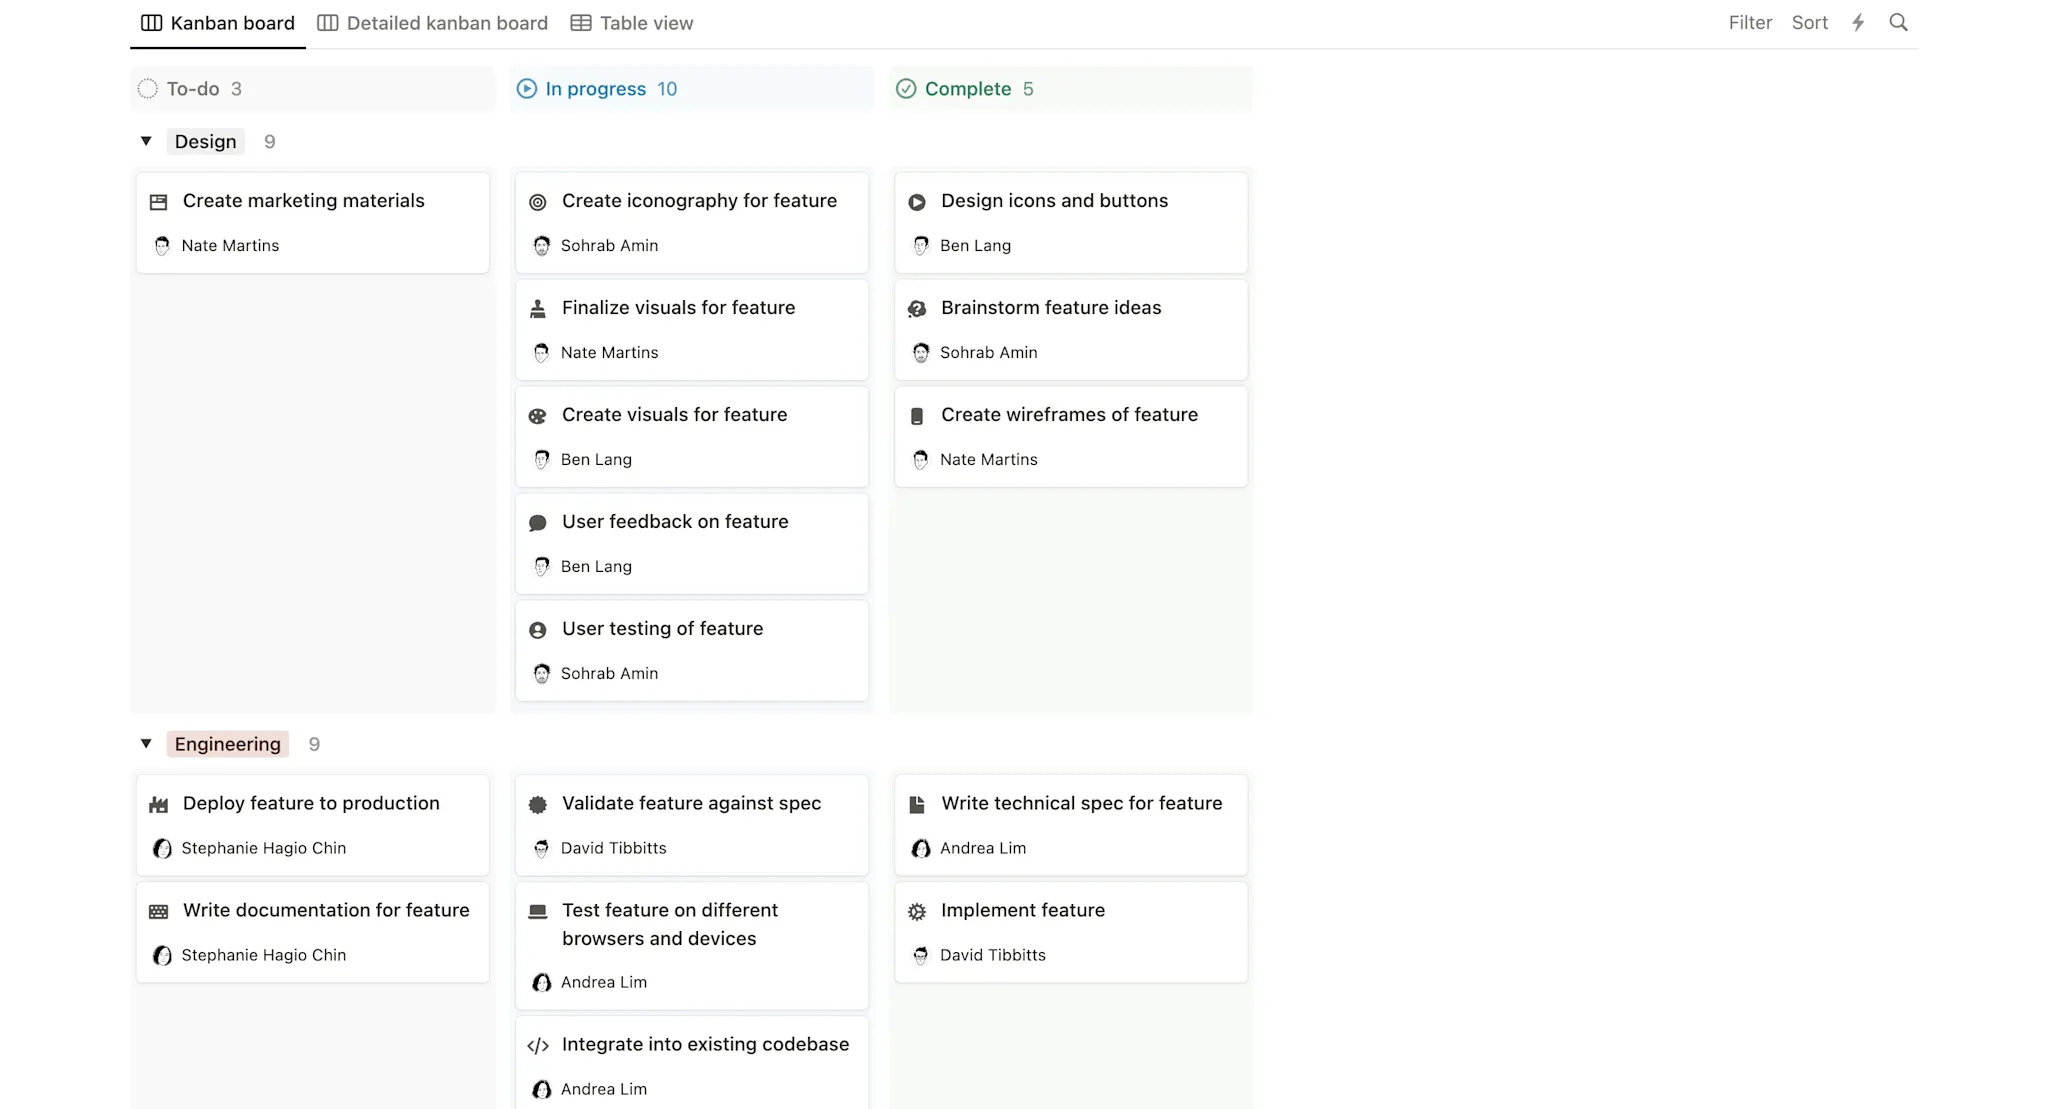 Kanban board Detailed kanban board Table view Filter Sort
To-do 3 In progress 10 Complete 5
Design 9
Create marketing materials
Nate Martins
Create iconography for feature
Sohrab Amin
Finalize visuals for feature
Nate Martins
Create visuals for feature
Ben Lang
User feedback on feature
Ben Lang
User testing of feature
Sohrab Amin
Design icons and buttons
Ben Lang
Brainstorm feature ideas
Sohrab Amin
Create wireframes of feature
Nate Martins
Engineering 9
Deploy feature to production
Stephanie Hagio Chin
Write documentation for feature
Stephanie Hagio Chin
Validate feature against spec
David Tibbitts
Test feature on different
browsers and devices
Andrea Lim
Integrate into existing codebase
Andrea Lim
Write technical spec for feature
Andrea Lim
Implement feature
David Tibbitts